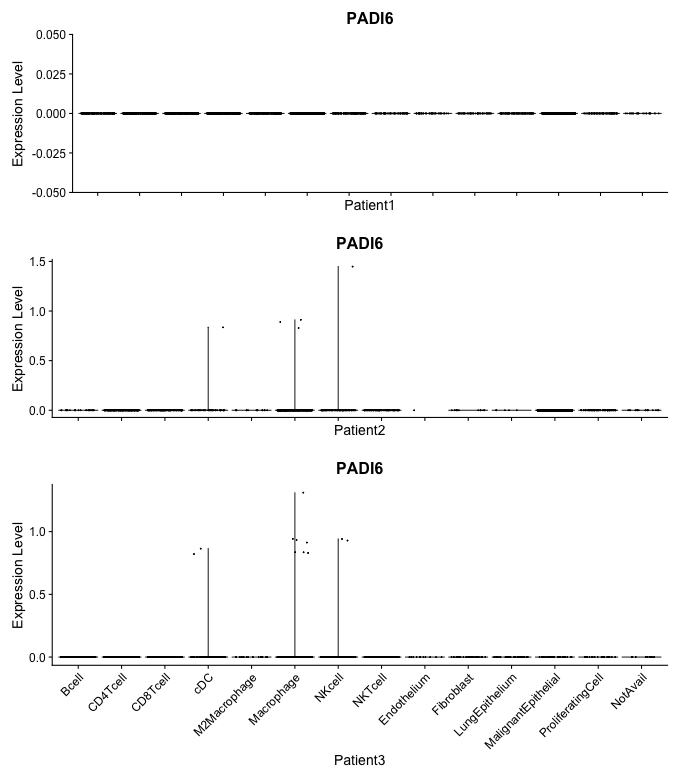 PADI6
0.050
0.025
0.000
-0.025
-0.050
Expression Level
Patient1
PADI6
1.5
1.0
0.5
0.0
Expression Level
Patient2
PADI6
1.0
0.5
0.0
Expression Level
Bcell
CD4Tcell
CD8Tcell
cDC
M2Macrophage
Macrophage
NKcell
NKTcell
Endothelium
Fibroblast
LungEpithelium
MalignantEpithelial
ProliferatingCell
NotAvail
Patient3